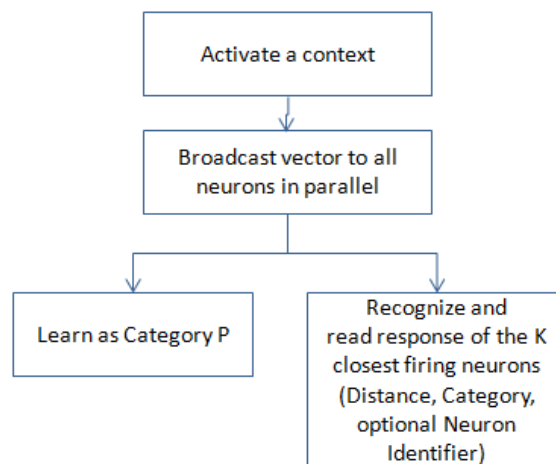 Activate a context
Broadcast vector to all
neurons in parallel
Learn as Category P
Recognize and
read response of the K
closest firing neurons
(Distance, Category,
optional Neuron
Identifier)